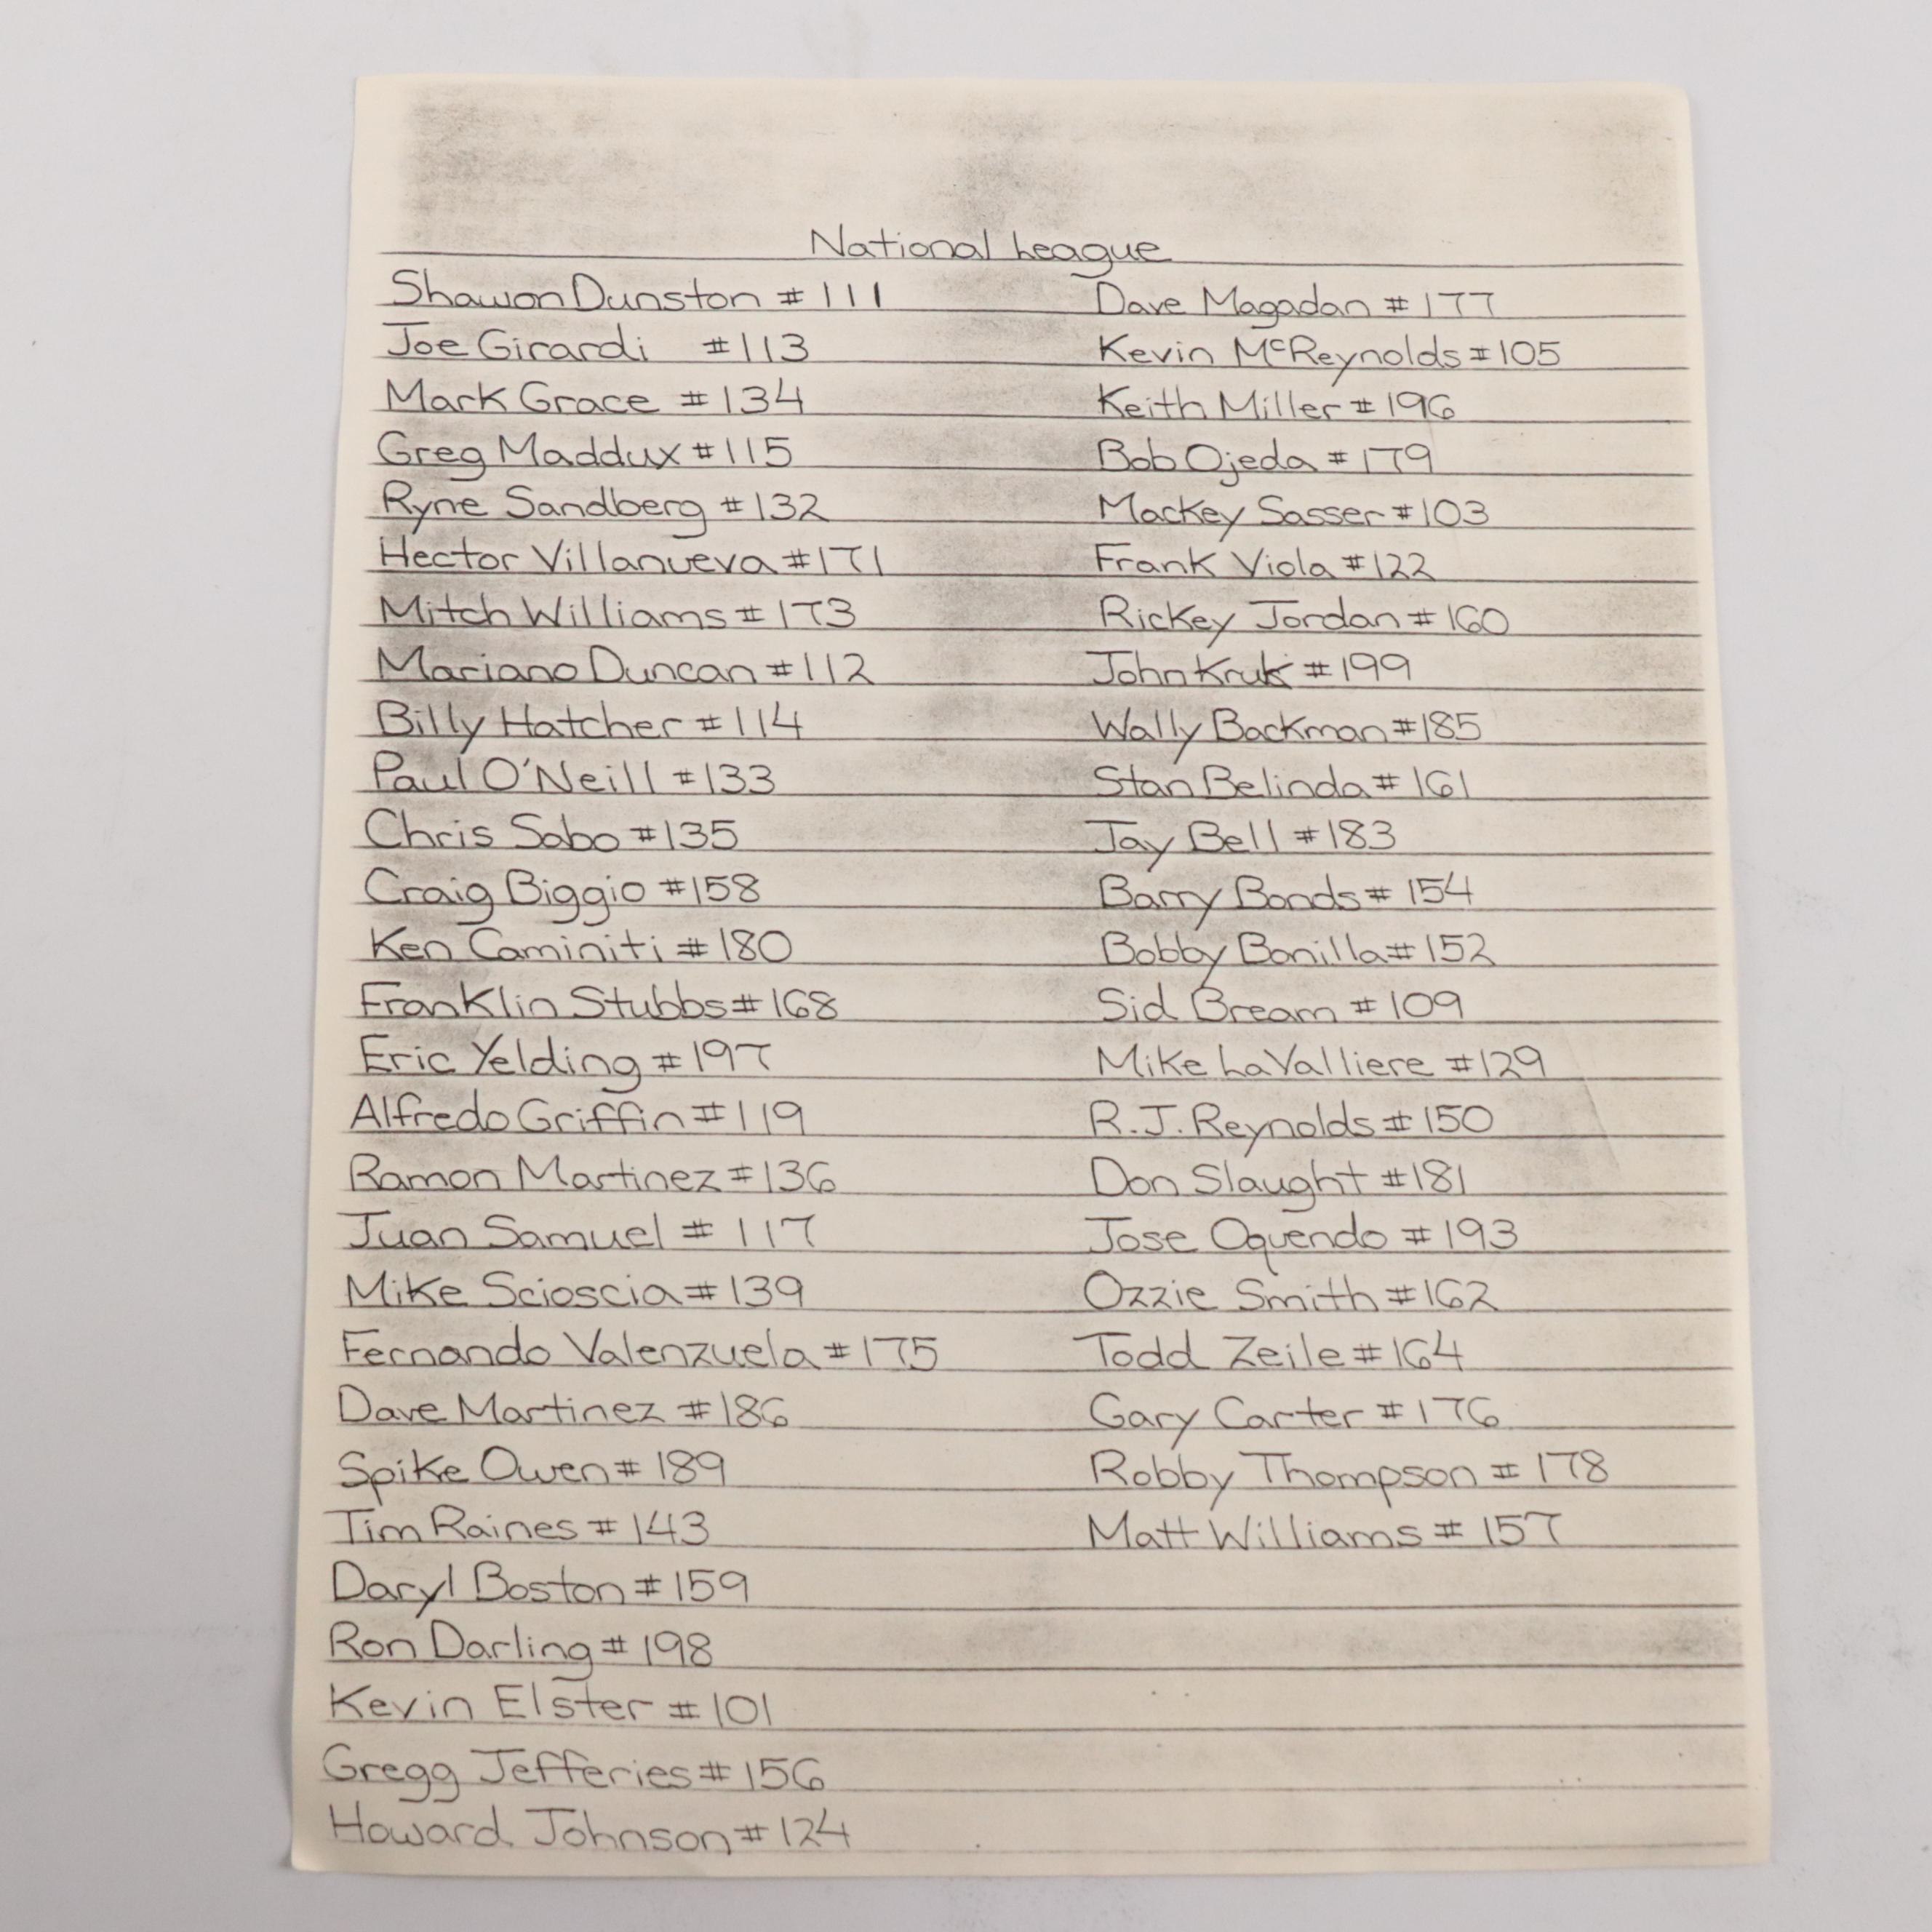 National League
Shawon Dunston # 111
Joe Girardi #113
Mark Grace #134
Greg Maddux #115
Ryne Sandberg #132
Hector Villanueva #171
Mitch Williams #173
Mariano Duncan #112
Billy Hatcher #114
Paul O'Neill #133
Chris Sabo #135
Craig Biggio #158
Ken Caminiti #180
Franklin Stubbs #168
Eric Yelding #197
Alfredo Griffin #119
Ramon Martinez #136
Juan Samuel # 117
Mike Scioscia #139
Fernando Valenzuela #175
Dave Martinez #186
Spike Owen # 189
Tim Raines # 143
Daryl Boston #159
Ron Darling # 198
Kevin Elster #101
Gregg Jefferies #156
Howard Johnson #124
Dave Magadan # 177
Kevin McReynolds #105
Keith Miller # 196
Bob Ojeda #179
Mackey Sasser #103
Frank Viola #122
Rickey Jordan #160
John Kruk #199
Wally Backman #185
Stan Belinda # 161
Jay Bell #183
Barry Bonds # 154
Bobby Bonilla # 152
Sid Bream # 109
Mike LaValliere #129
R.J. Reynolds # 150
Don Slaught #181
Jose Oquendo #193
Ozzie Smith #162
Todd Zeile #164
Gary Carter #176
Robby Thompson # 178
Matt Williams # 157